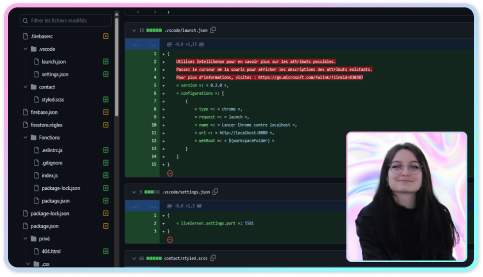 Filtrer les fichiers modifiés
.firebaserc
.vscode
launch.json
settings.json
contact
styled.scss
firebase.json
firestore.règles
Fonctions
.eslintrc.js
.gitignore
index.js
package-lock.json
package.json
package-lock.json
package.json
privé
404.html
.css
15 .vscode/launch.json
@@ -0,0 +1,15 @@
1 + {
2 + Utilisez IntelliSense pour en savoir plus sur les attributs possibles.
3 + Passez le curseur de la souris pour afficher les descriptions des attributs existants.
4 + Pour plus d'informations, visitez : https://go.microsoft.com/fwlink/?linkid=830387
5 + « version »: « 0.2.0 »,
6 + « configurations »: [
7 + {
8 + « type »: « chrome »,
9 + « request »: « launch »,
10 + « name »: « Lancer Chrome contre localhost »,
11 + « url »: « http://localhost:8080 »,
12 + « webRoot »: « ${workspaceFolder} »
13 + }
14 + ]
15 + }
3 .vscode/settings.json
@@ -0,0 +1,3 @@
1 + {
2 + « liveServer.settings.port »: 5501
3 + }
contact/styled.scss